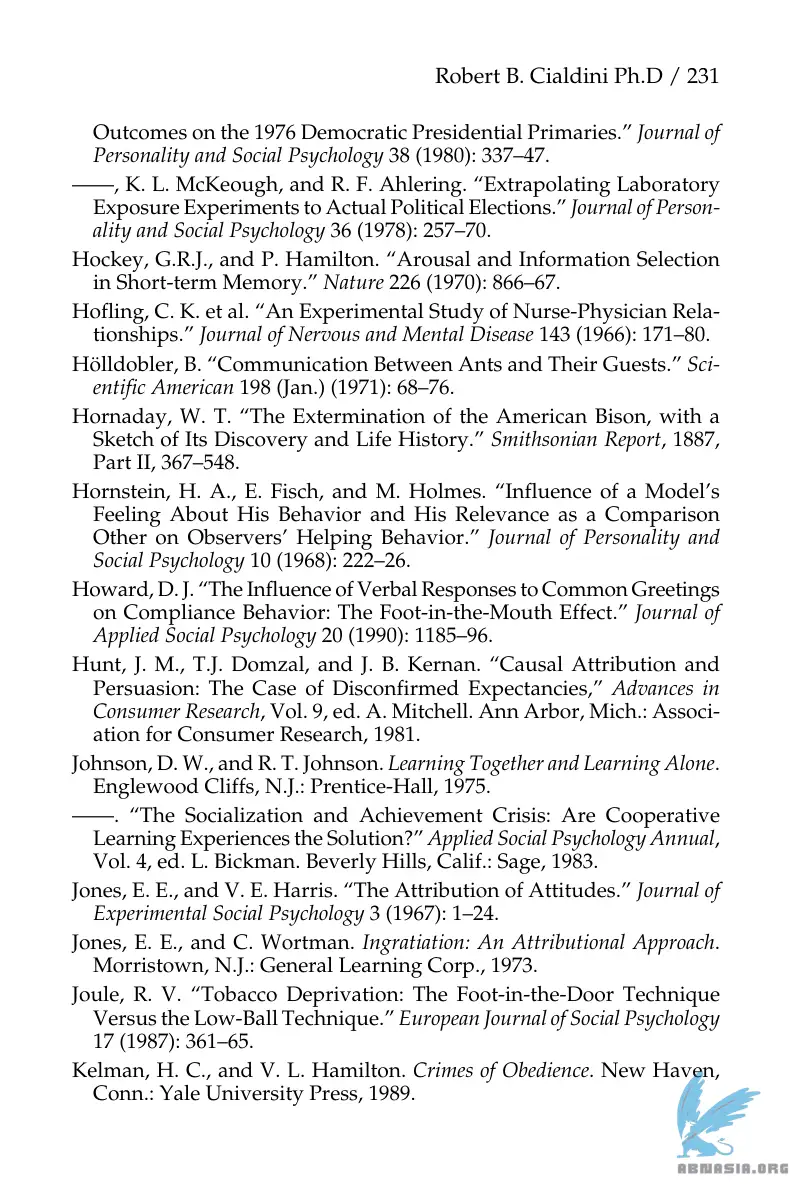 Robert B. Cialdini Ph.D / 231
Outcomes on the 1976 Democratic Presidential Primaries.” Journal of
Personality and Social Psychology 38 (1980): 337–47.
——, K. L. McKeough, and R. F. Ahlering. “Extrapolating Laboratory
Exposure Experiments to Actual Political Elections.” Journal of Person-
ality and Social Psychology 36 (1978): 257–70.
Hockey, G.R.J., and P. Hamilton. “Arousal and Information Selection
in Short-term Memory.” Nature 226 (1970): 866–67.
Hofling, C. K. et al. “An Experimental Study of Nurse-Physician Rela-
tionships.” Journal of Nervous and Mental Disease 143 (1966): 171–80.
Hölldobler, B. “Communication Between Ants and Their Guests.” Sci-
entific American 198 (Jan.) (1971): 68–76.
Hornaday, W. T. “The Extermination of the American Bison, with a
Sketch of Its Discovery and Life History.” Smithsonian Report, 1887,
Part II, 367–548.
Hornstein, H. A., E. Fisch, and M. Holmes. “Influence of a Model’s
Feeling About His Behavior and His Relevance as a Comparison
Other on Observers’ Helping Behavior.” Journal of Personality and
Social Psychology 10 (1968): 222–26.
Howard, D. J. “The Influence of Verbal Responses to Common Greetings
on Compliance Behavior: The Foot-in-the-Mouth Effect.” Journal of
Applied Social Psychology 20 (1990): 1185–96.
Hunt, J. M., T.J. Domzal, and J. B. Kernan. “Causal Attribution and
Persuasion: The Case of Disconfirmed Expectancies,” Advances in
Consumer Research, Vol. 9, ed. A. Mitchell. Ann Arbor, Mich.: Associ-
ation for Consumer Research, 1981.
Johnson, D. W., and R. T. Johnson. Learning Together and Learning Alone.
Englewood Cliffs, N.J.: Prentice-Hall, 1975.
——. “The Socialization and Achievement Crisis: Are Cooperative
Learning Experiences the Solution?” Applied Social Psychology Annual,
Vol. 4, ed. L. Bickman. Beverly Hills, Calif.: Sage, 1983.
Jones, E. E., and V. E. Harris. “The Attribution of Attitudes.” Journal of
Experimental Social Psychology 3 (1967): 1–24.
Jones, E. E., and C. Wortman. Ingratiation: An Attributional Approach.
Morristown, N.J.: General Learning Corp., 1973.
Joule, R. V. “Tobacco Deprivation: The Foot-in-the-Door Technique
Versus the Low-Ball Technique.” European Journal of Social Psychology
17 (1987): 361–65.
Kelman, H. C., and V. L. Hamilton. Crimes of Obedience. New Haven,
Conn.: Yale University Press, 1989.
ABNASIA.ORG